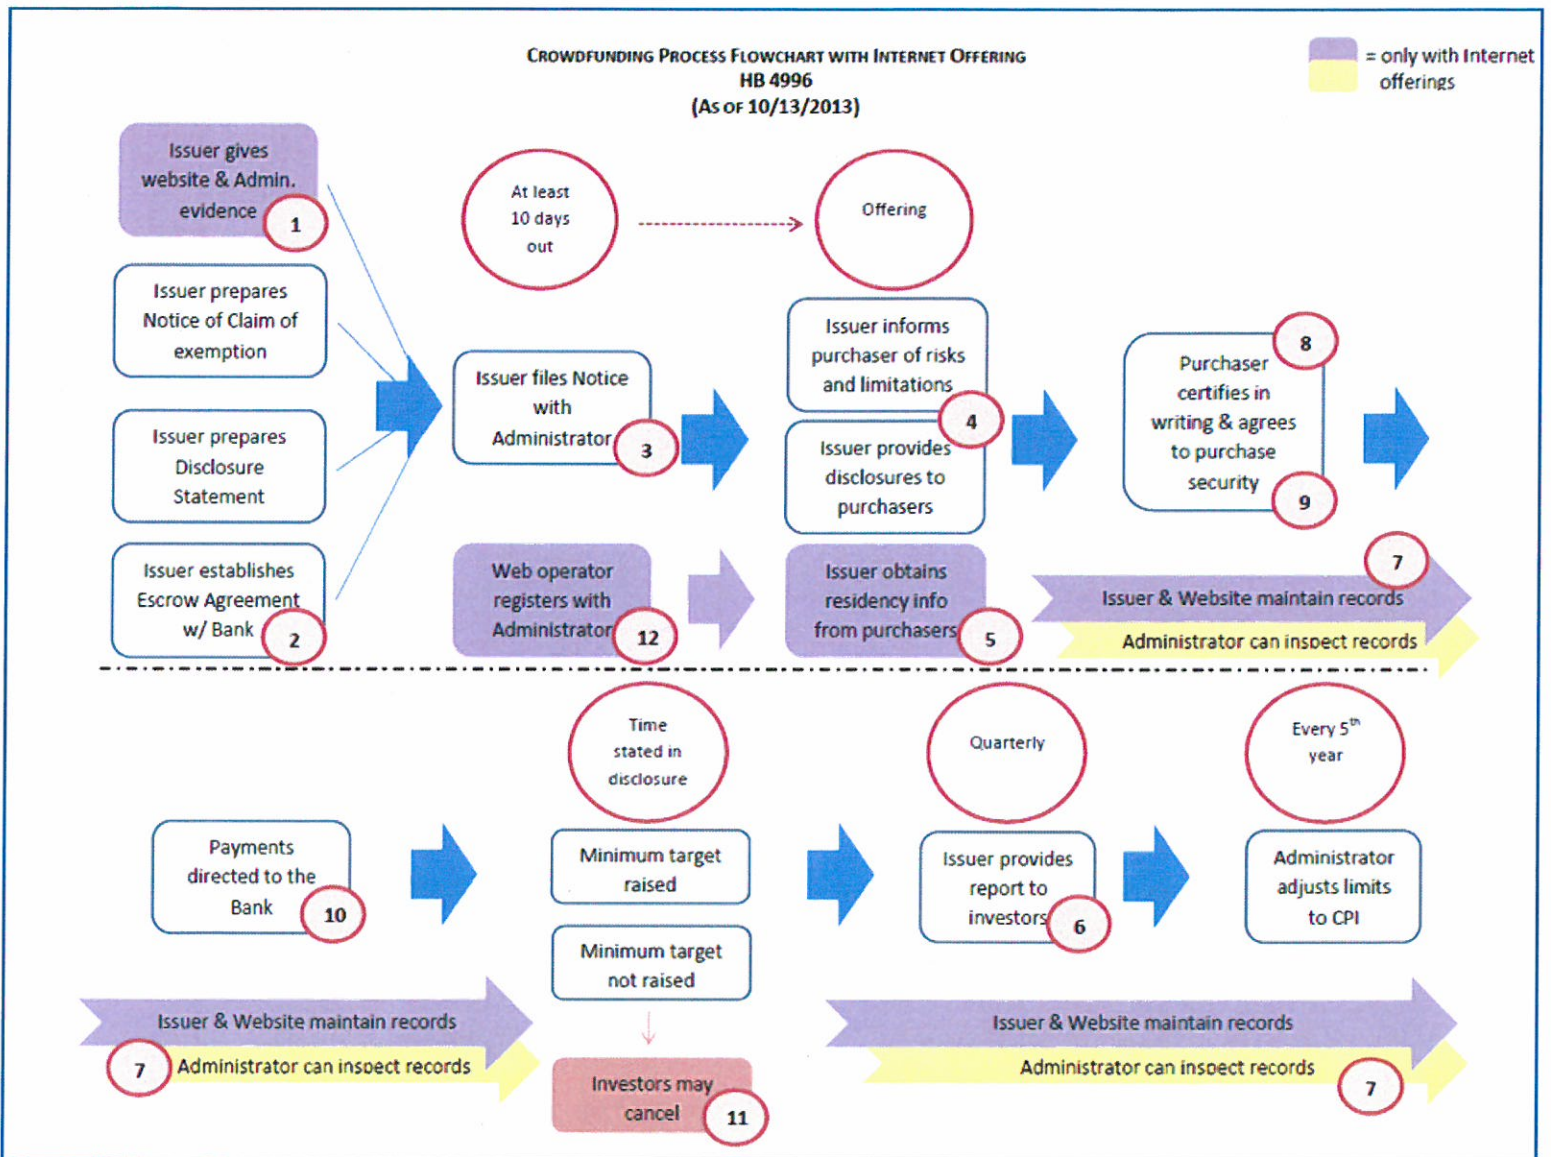 CROWDFUNDING PROCESS FLOWCHART WITH INTERNET OFFERING
HB 4996
(AS OF 10/13/2013)
= only with Internet
offerings
Issuer gives
website & Admin.
evidence
1
Issuer prepares
Notice of Claim of
exemption
Issuer prepares
Disclosure
Statement
Issuer establishes
Escrow Agreement
w/ Bank
2
At least
10 days
out
Issuer files Notice
with
Administrator
3
Web operator
registers with
Administrator
12
Offering
Issuer informs
purchaser of risks
and limitations
4
Issuer provides
disclosures to
purchasers
Issuer obtains
residency info
from purchasers
5
8
Purchaser
certifies in
writing & agrees
to purchase
security
9
7
Issuer & Website maintain records
Administrator can inspect records
Payments
directed to the
Bank
10
Issuer & Website maintain records
7
Administrator can inspect records
Time
stated in
disclosure
Minimum target
raised
Minimum target
not raised
Investors may
cancel
11
Quarterly
Issuer provides
report to
investors
6
Every 5th
year
Administrator
adjusts limits
to CPI
Issuer & Website maintain records
Administrator can inspect records
7